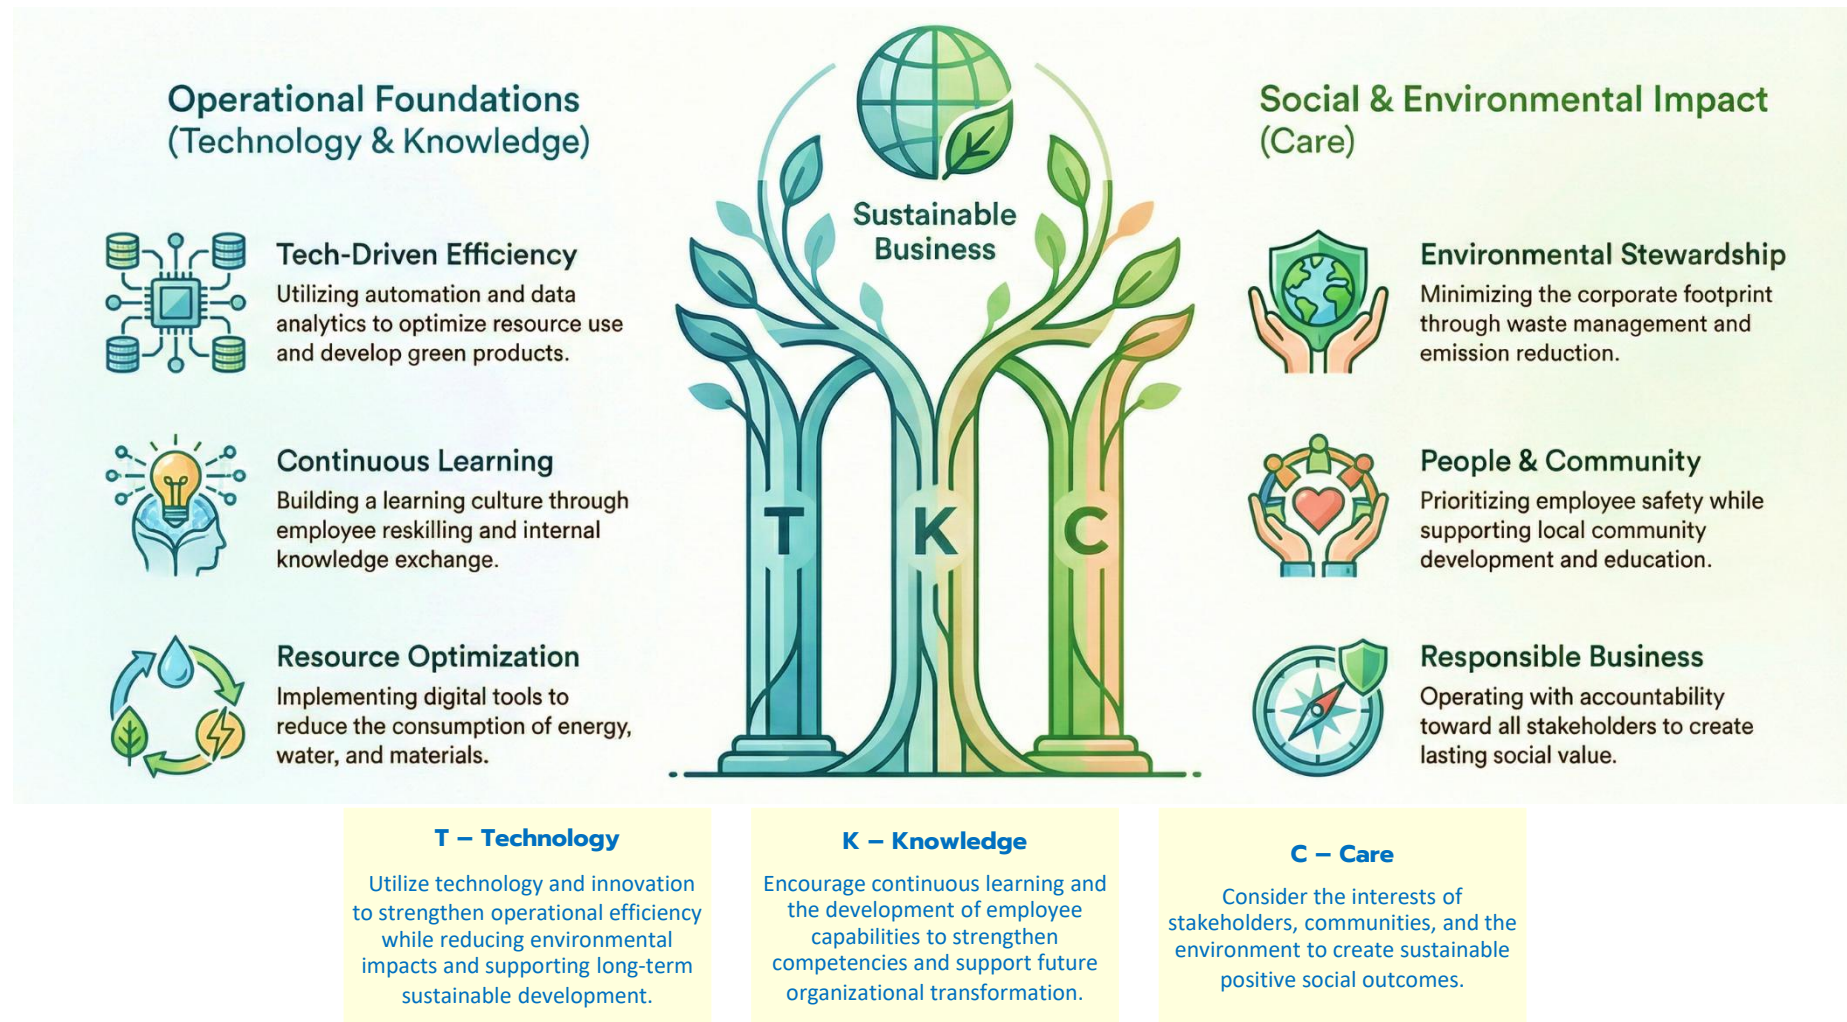 Operational Foundations
(Technology & Knowledge)
Tech-Driven Efficiency
Utilizing automation and data
analytics to optimize resource use
and develop green products.
Continuous Learning
Building a learning culture through
employee reskilling and internal
knowledge exchange.
Resource Optimization
Implementing digital tools to
reduce the consumption of energy,
water, and materials.
Sustainable
Business
T
K
C
Social & Environmental Impact
(Care)
Environmental Stewardship
Minimizing the corporate footprint
through waste management and
emission reduction.
People & Community
Prioritizing employee safety while
supporting local community
development and education.
Responsible Business
Operating with accountability
toward all stakeholders to create
lasting social value.
T – Technology
Utilize technology and innovation
to strengthen operational efficiency
while reducing environmental
impacts and supporting long-term
sustainable development.
K – Knowledge
Encourage continuous learning and
the development of employee
capabilities to strengthen
competencies and support future
organizational transformation.
C – Care
Consider the interests of
stakeholders, communities, and the
environment to create sustainable
positive social outcomes.